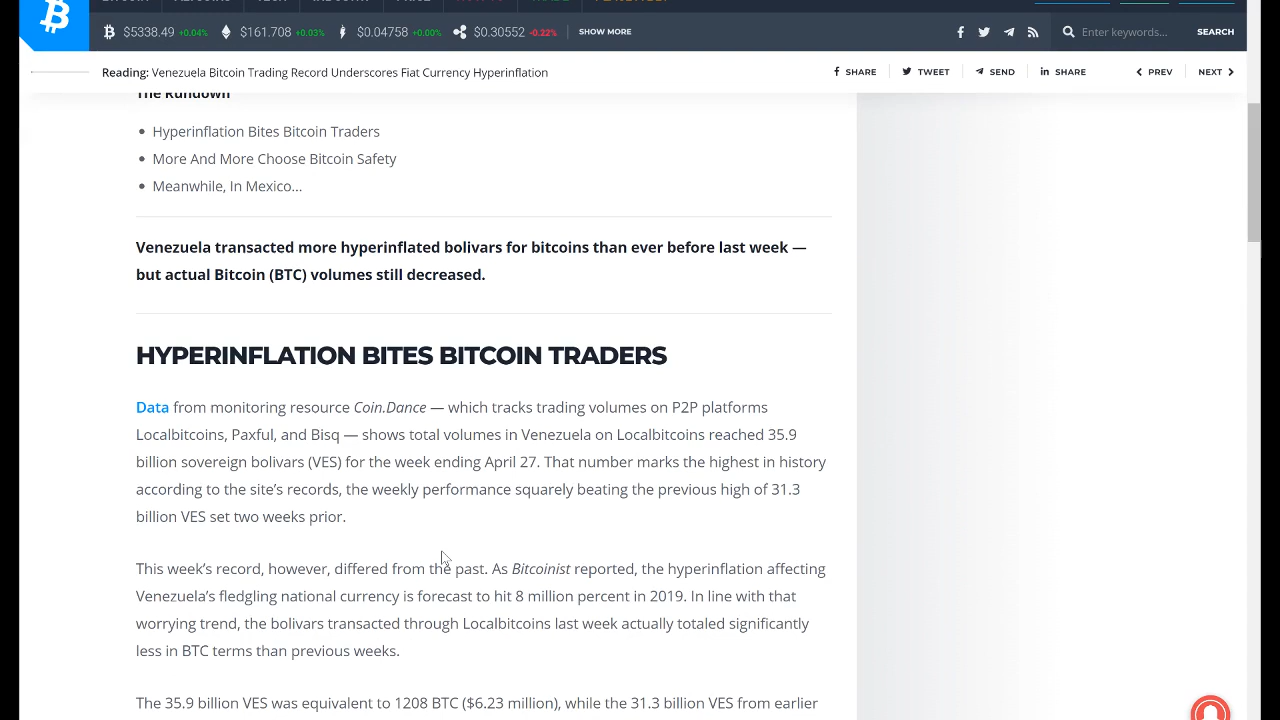 $5338.49 +0.04% $161.708 +0.03% $0.04758 +0.00% $0.30552 -0.22% SHOW MORE Enter keywords... SEARCH
Reading: Venezuela Bitcoin Trading Record Underscores Fiat Currency Hyperinflation SHARE TWEET SEND SHARE PREV NEXT
The Rundown
Hyperinflation Bites Bitcoin Traders
More And More Choose Bitcoin Safety
Meanwhile, In Mexico...
Venezuela transacted more hyperinflated bolivars for bitcoins than ever before last week —
but actual Bitcoin (BTC) volumes still decreased.
HYPERINFLATION BITES BITCOIN TRADERS
Data from monitoring resource Coin.Dance — which tracks trading volumes on P2P platforms
Localbitcoins, Paxful, and Bisq — shows total volumes in Venezuela on Localbitcoins reached 35.9
billion sovereign bolivars (VES) for the week ending April 27. That number marks the highest in history
according to the site's records, the weekly performance squarely beating the previous high of 31.3
billion VES set two weeks prior.
This week's record, however, differed from the past. As Bitcoinist reported, the hyperinflation affecting
Venezuela's fledgling national currency is forecast to hit 8 million percent in 2019. In line with that
worrying trend, the bolivars transacted through Localbitcoins last week actually totaled significantly
less in BTC terms than previous weeks.
The 35.9 billion VES was equivalent to 1208 BTC ($6.23 million), while the 31.3 billion VES from earlier